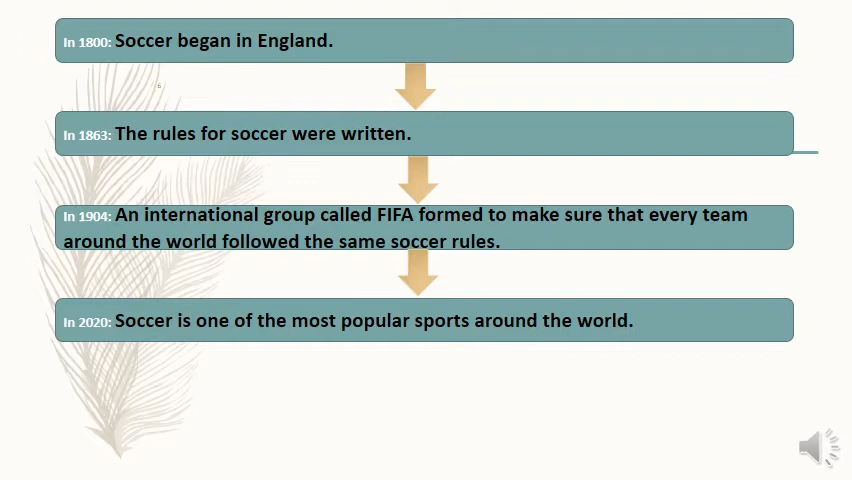 In 1800: Soccer began in England.
In 1863: The rules for soccer were written.
In 1904: An international group called FIFA formed to make sure that every team
around the world followed the same soccer rules.
In 2020: Soccer is one of the most popular sports around the world.